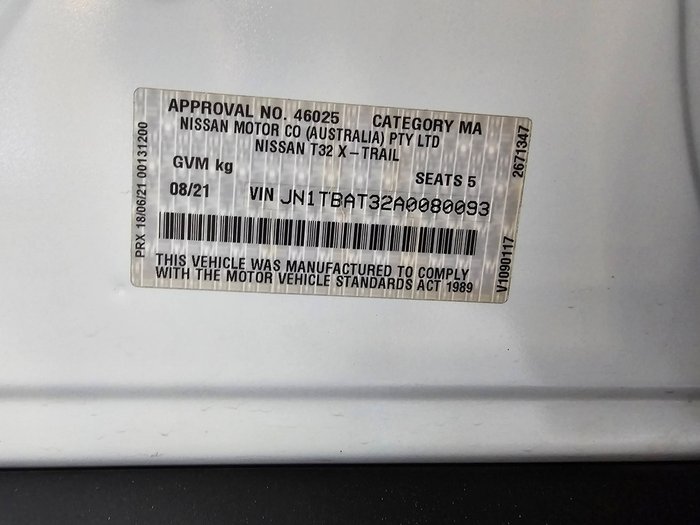 APPROVAL NO. 46025 CATEGORY MA
NISSAN MOTOR CO (AUSTRALIA) PTY LTD
NISSAN T32 X-TRAIL
GVM kg SEATS 5
08/21 VIN JN1TBAT32A0080093
THIS VEHICLE WAS MANUFACTURED TO COMPLY
WITH THE MOTOR VEHICLE STANDARDS ACT 1989
PRX 18/06/21 00131200
V1090117 2671347